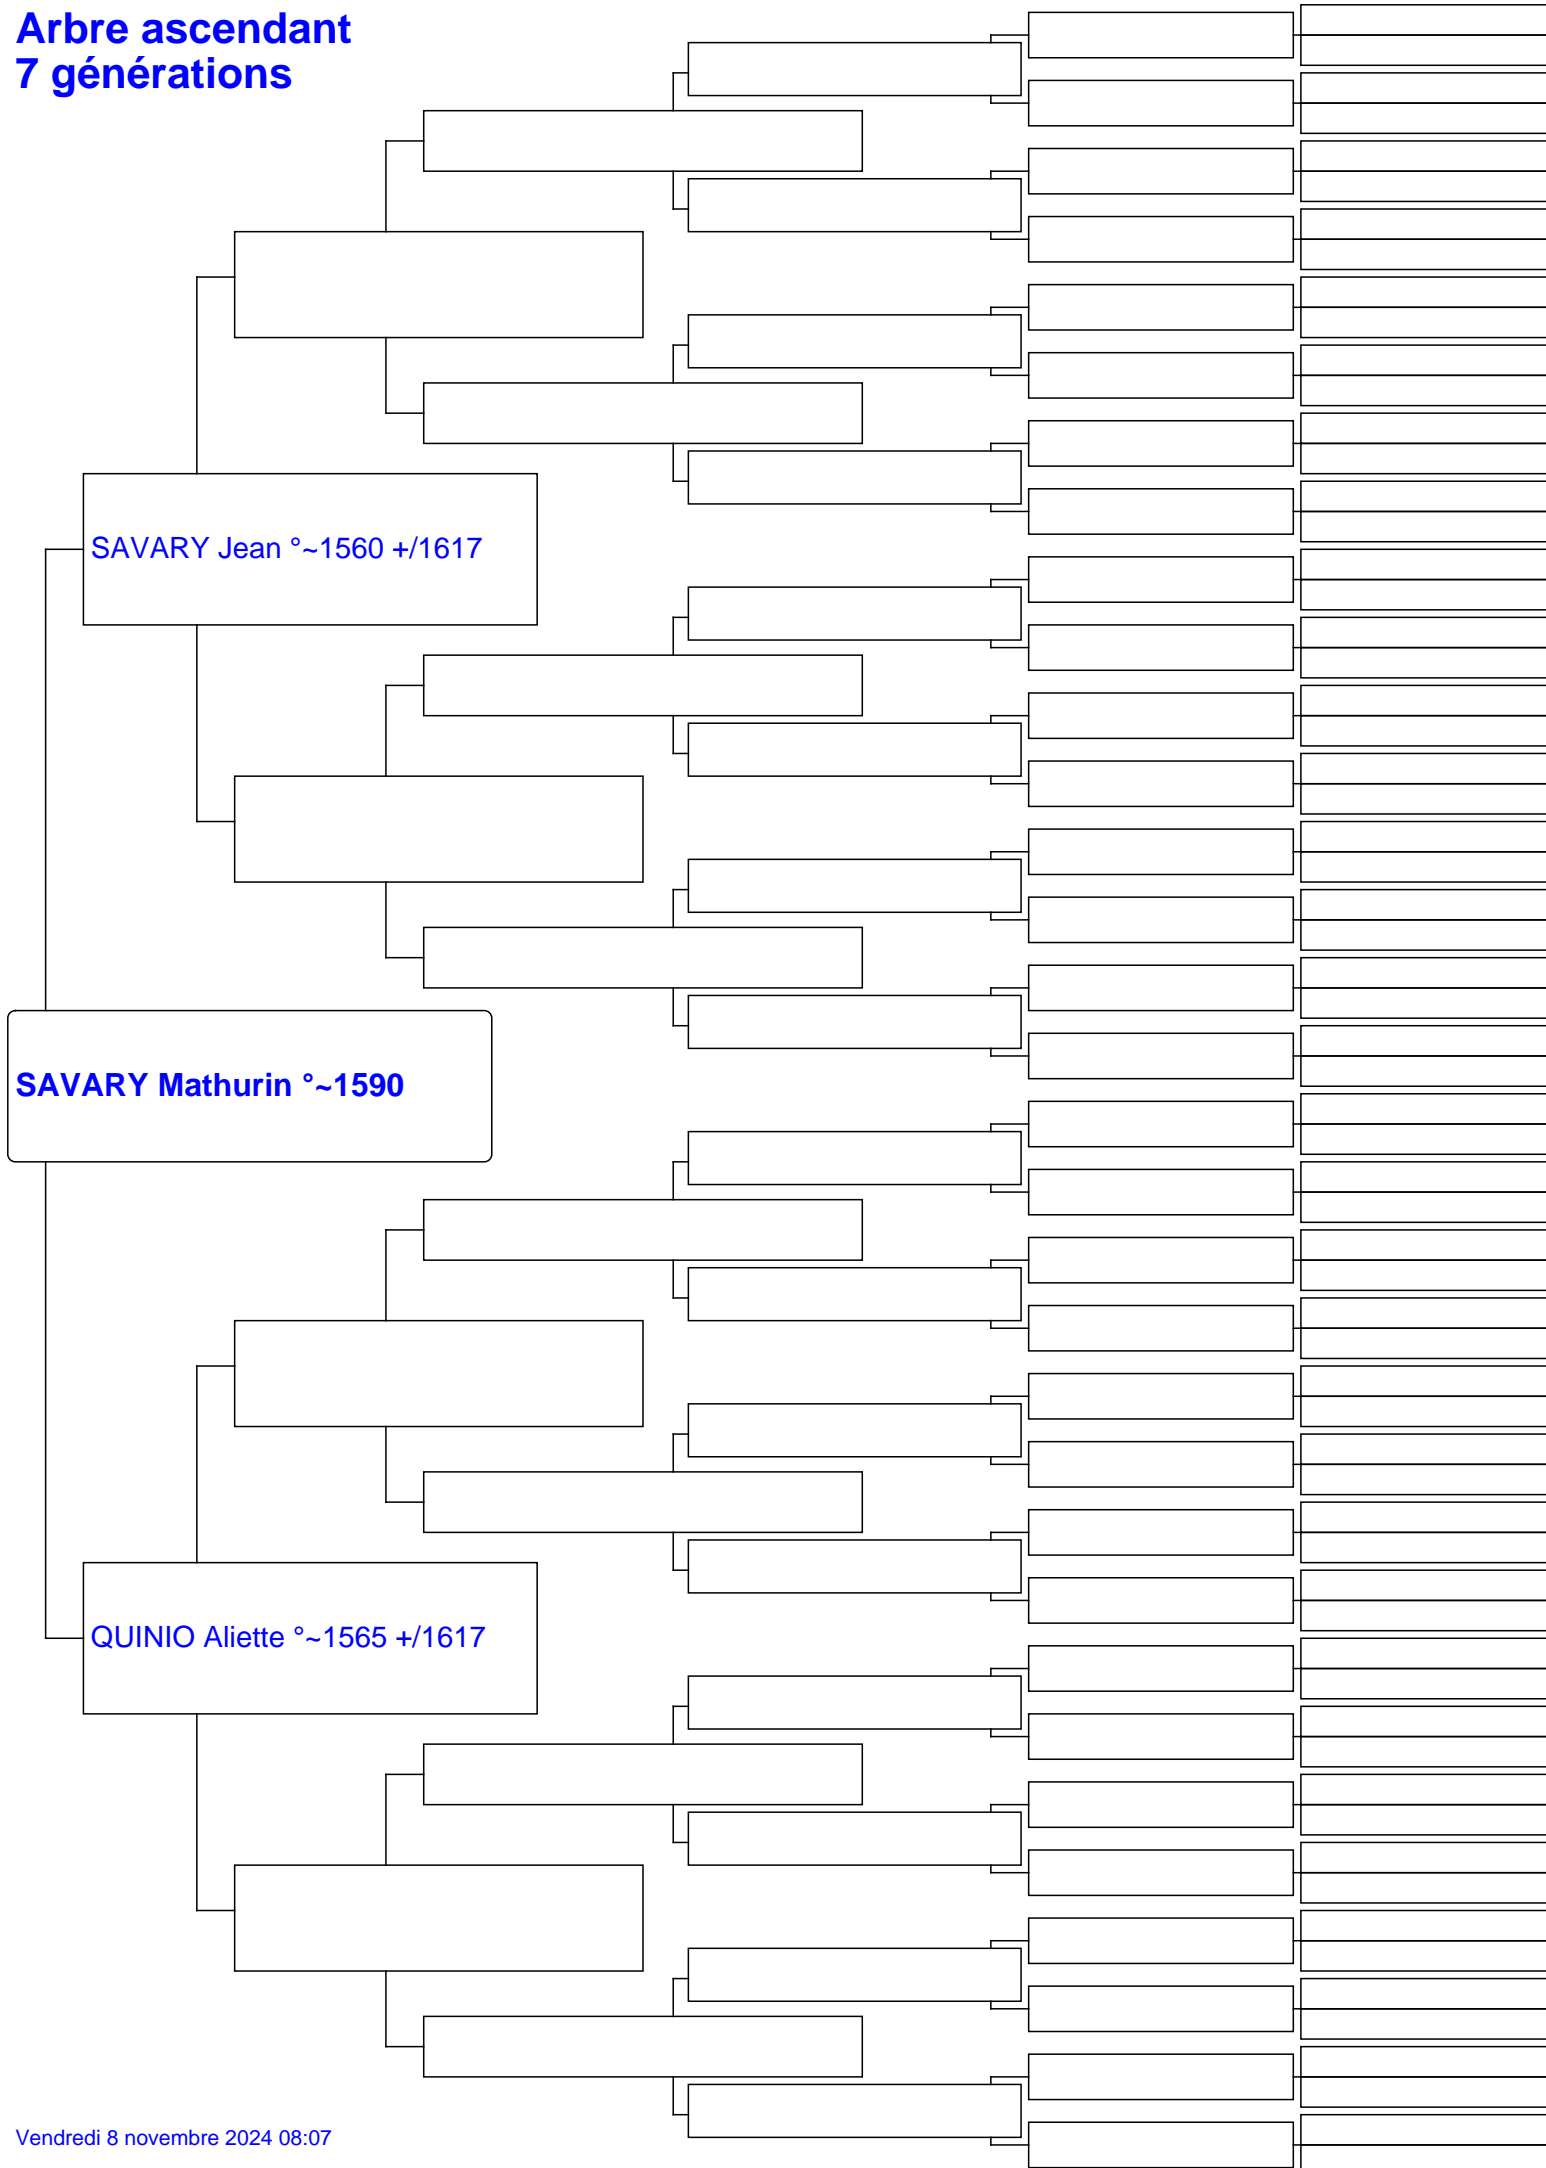 Arbre ascendant
7 générations
SAVARY Jean °~1560 +/1617
SAVARY Mathurin °~1590
QUINIO Aliette °~1565 +/1617
Vendredi 8 novembre 2024 08:07